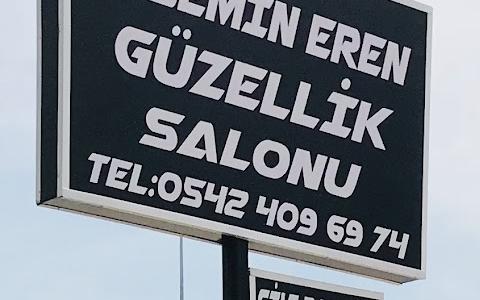 EREN
GÜZELLİK
SALONU
TEL:0542 409 69 74